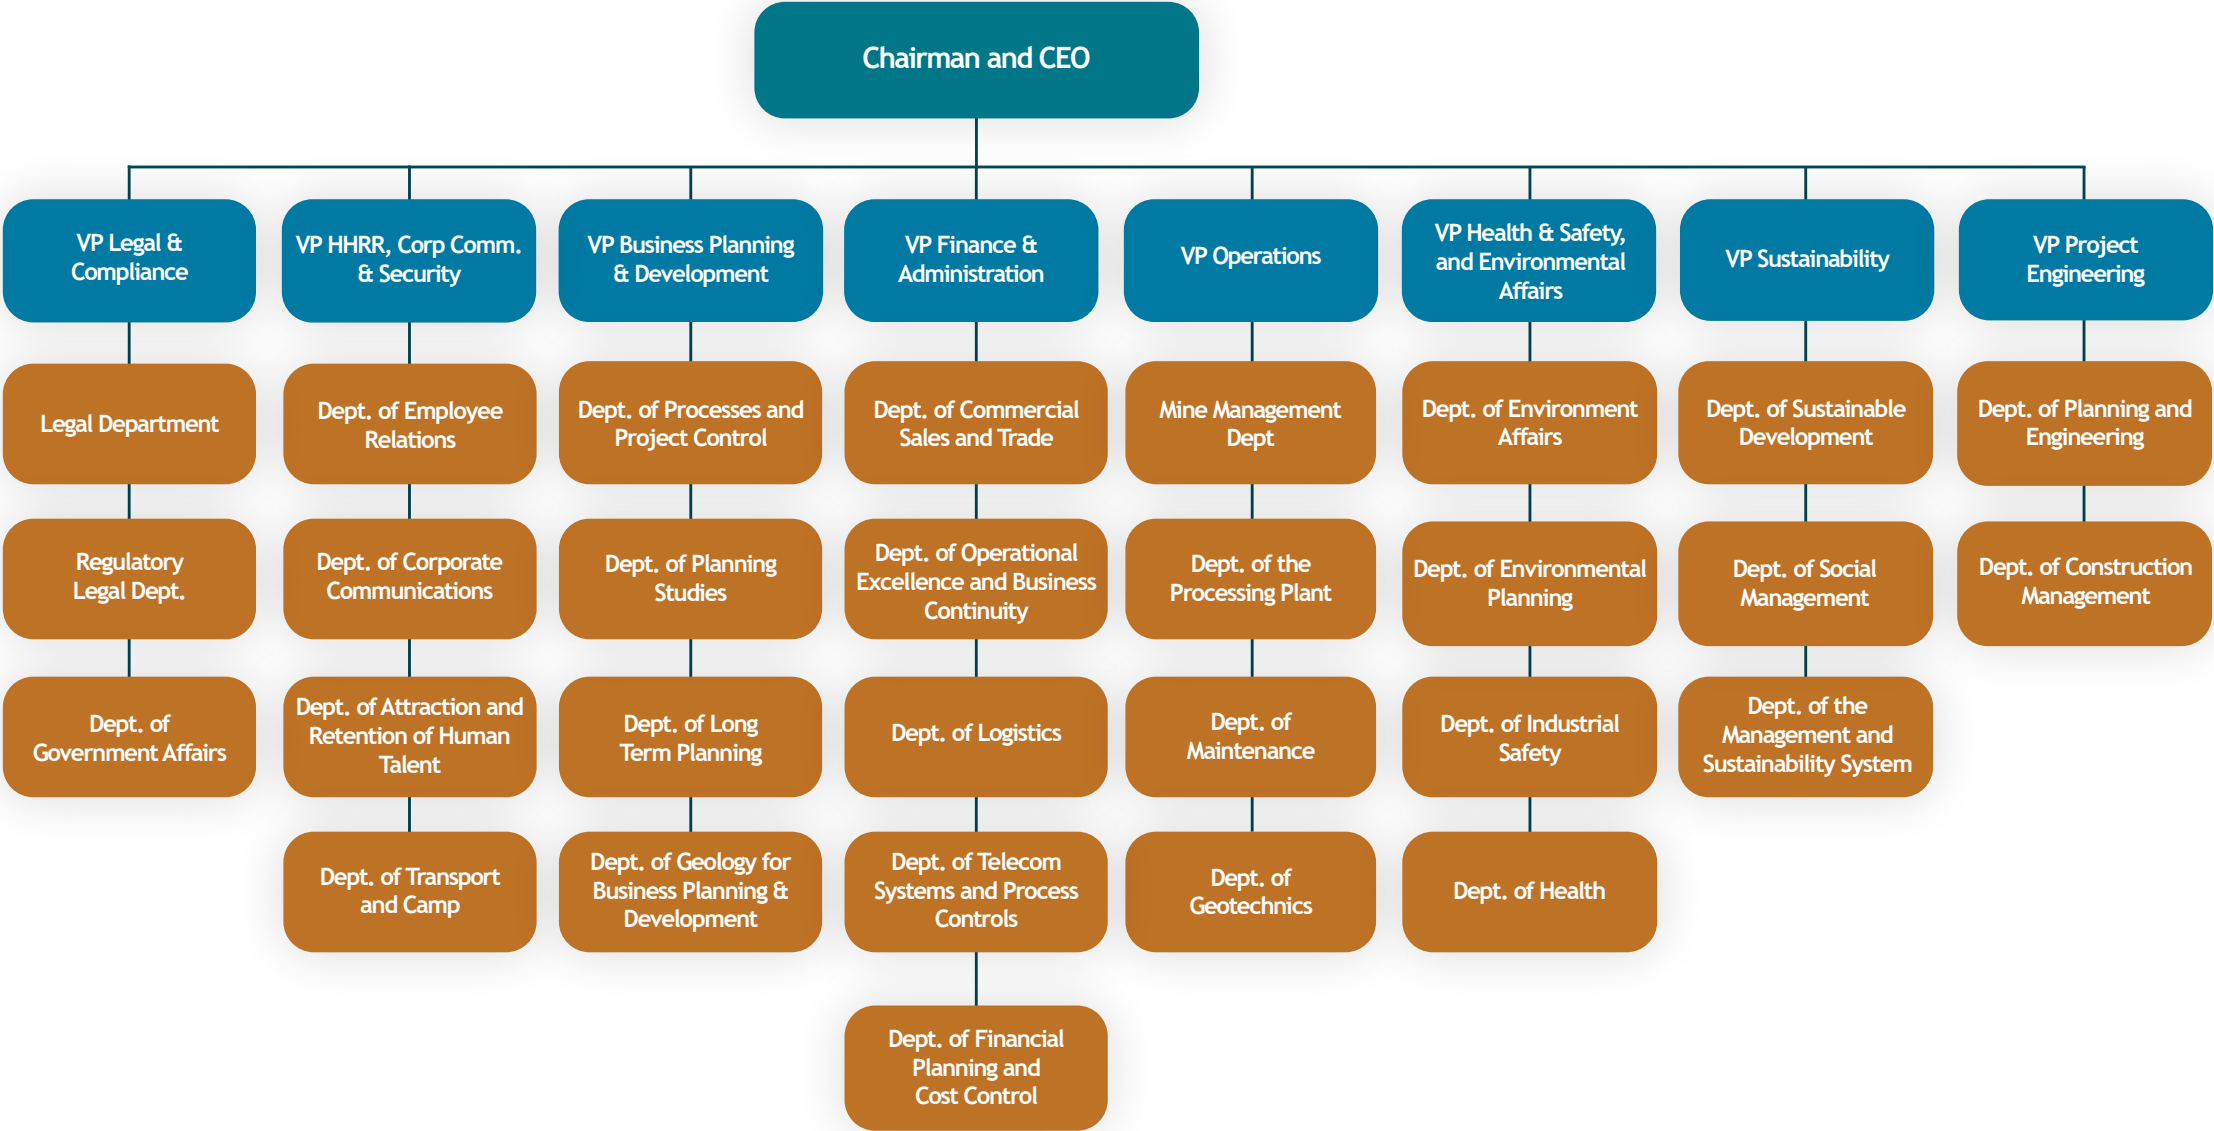 Chairman and CEO
VP Legal &
Compliance
VP HHRR, Corp Comm.
& Security
VP Business Planning
& Development
VP Finance &
Administration
VP Operations
VP Health & Safety,
and Environmental
Affairs
VP Sustainability
VP Project
Engineering
Legal Department
Dept. of Employee
Relations
Dept. of Processes and
Project Control
Dept. of Commercial
Sales and Trade
Mine Management
Dept
Dept. of Environment
Affairs
Dept. of Sustainable
Development
Dept. of Planning and
Engineering
Regulatory
Legal Dept.
Dept. of Corporate
Communications
Dept. of Planning
Studies
Dept. of Operational
Excellence and Business
Continuity
Dept. of the
Processing Plant
Dept. of Environmental
Planning
Dept. of Social
Management
Dept. of Construction
Management
Dept. of
Government Affairs
Dept. of Attraction and
Retention of Human
Talent
Dept. of Long
Term Planning
Dept. of Logistics
Dept. of
Maintenance
Dept. of Industrial
Safety
Dept. of the
Management and
Sustainability System
Dept. of Transport
and Camp
Dept. of Geology for
Business Planning &
Development
Dept. of Telecom
Systems and Process
Controls
Dept. of
Geotechnics
Dept. of Health
Dept. of Financial
Planning and
Cost Control